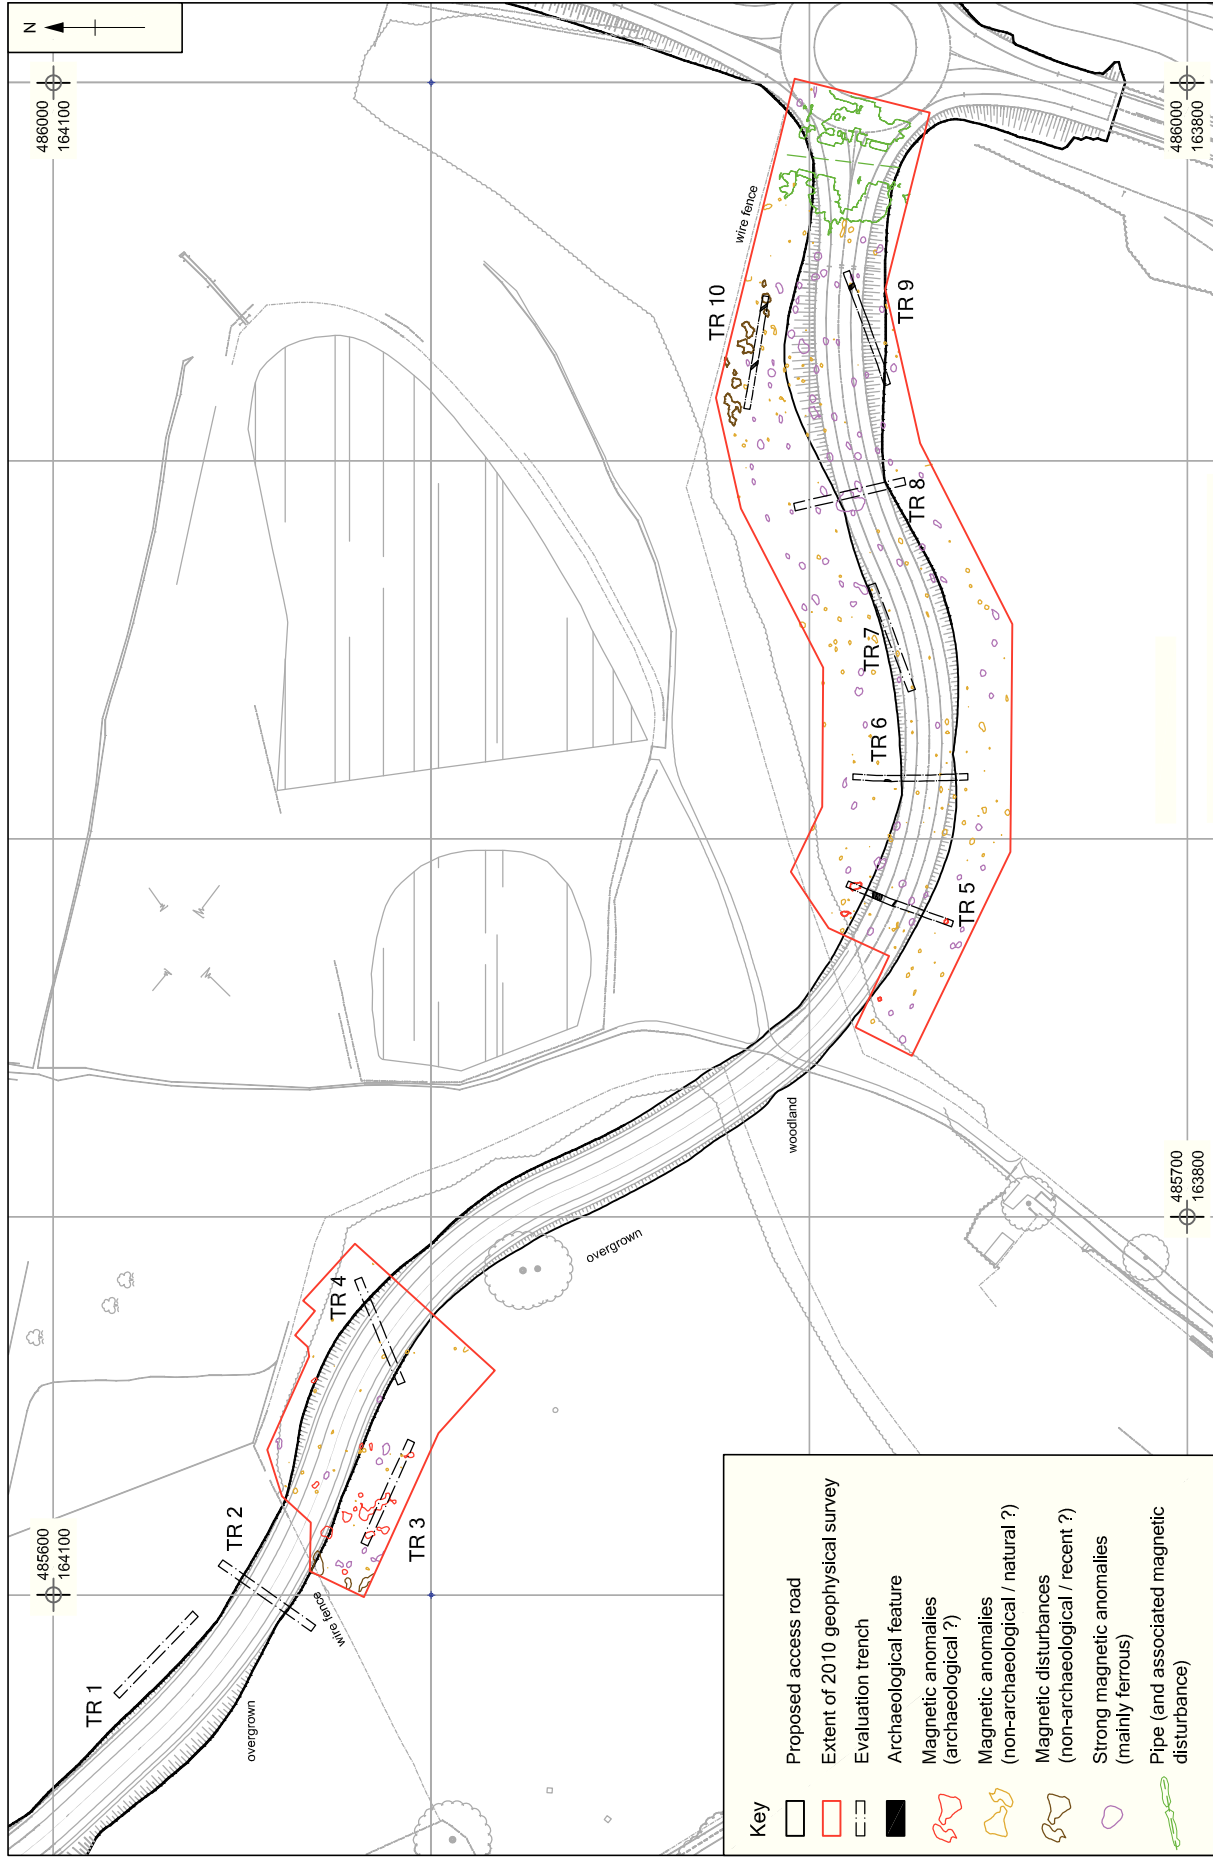 N
486000
164100
486000
163800
wire fence
TR 10
TR 9
TR 8
TR 7
TR 6
TR 5
woodland
485700
163800
overgrown
TR 4
TR 3
TR 2
485600
164100
wire fence
TR 1
overgrown
Key
Proposed access road
Extent of 2010 geophysical survey
Evaluation trench
Archaeological feature
Magnetic anomalies
(archaeological ?)
Magnetic anomalies
(non-archaeological / natural ?)
Magnetic disturbances
(non-archaeological / recent ?)
Strong magnetic anomalies
(mainly ferrous)
Pipe (and associated magnetic
disturbance)